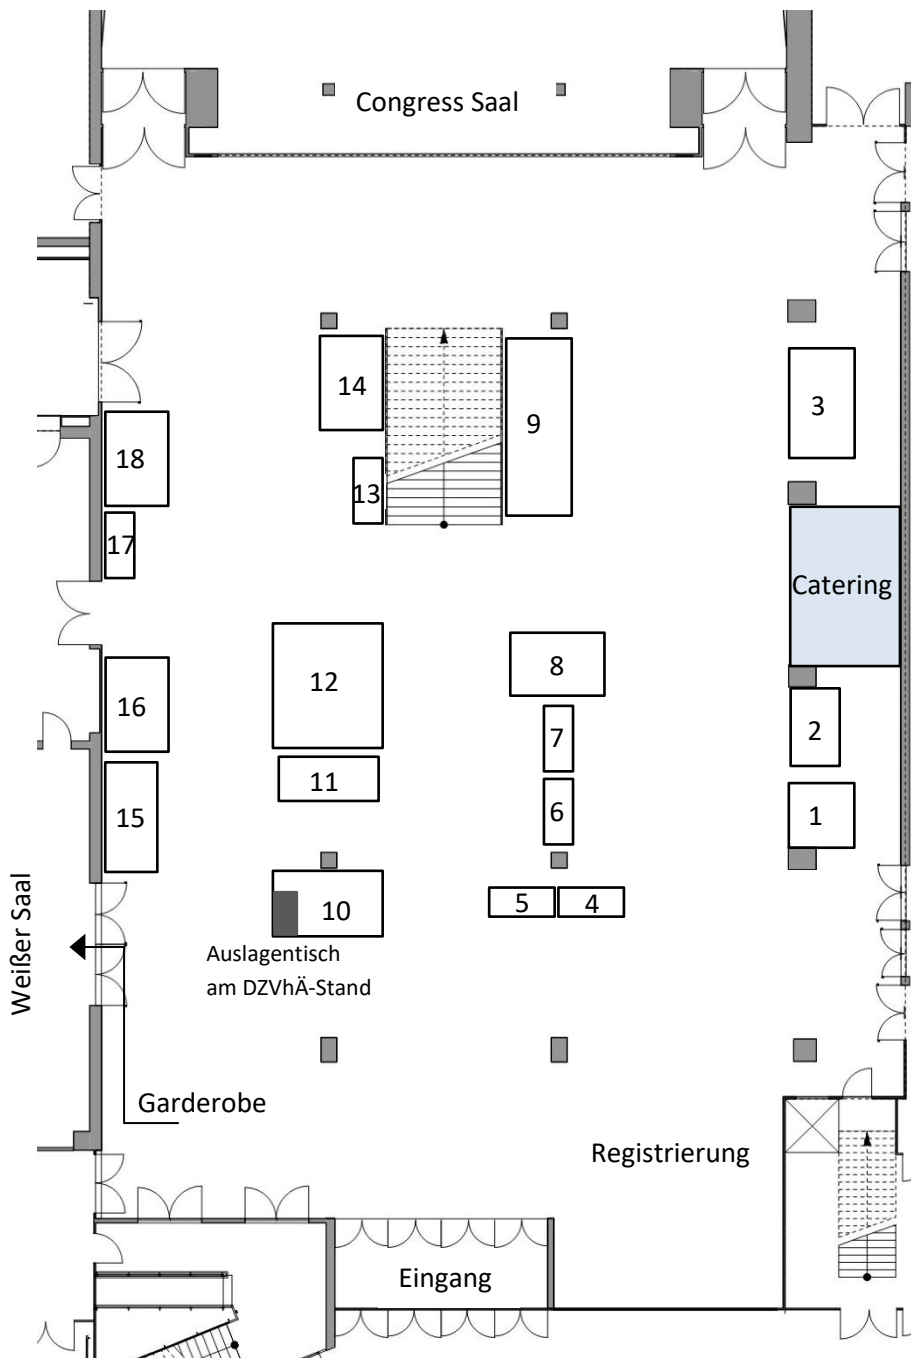 Congress Saal
14
9
3
18
13
17
Catering
12
8
16
7
2
11
15
6
1
10
5
4
Weißer Saal
Auslagentisch
am DZVhÄ-Stand
Garderobe
Registrierung
Eingang